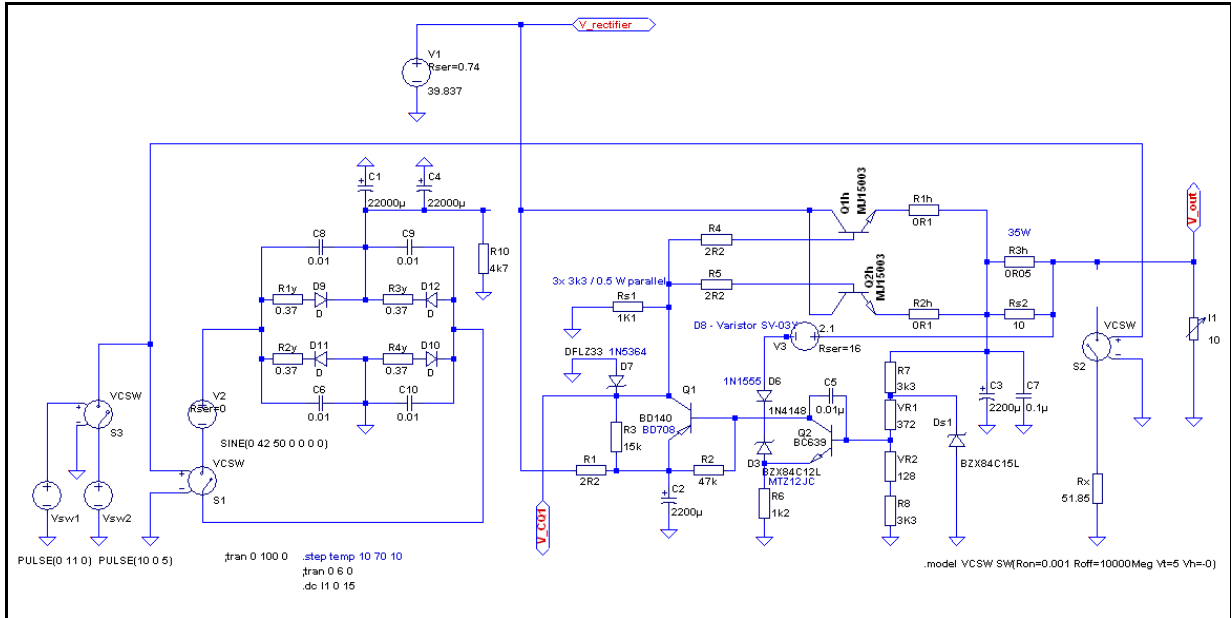 V_rectifier
V1
Rser=0.74
39.837
C1
22000µ
C4
22000µ
R10
4k7
C8
0.01
C9
0.01
R1y
0.37
D9
D
R3y
0.37
D12
D
R2y
0.37
D11
D
R4y
0.37
D10
D
C6
0.01
C10
0.01
V2
Rser=0
SINE(0 42 50 0 0 0 0)
VCSW
S3
VCSW
S1
Vsw1
Vsw2
PULSE(0 11 0)
PULSE(10 0 5)
;tran 0 100 0
.step temp 10 70 10
;tran 0 6 0
.dc I1 0 15
Q1h
MJ15003
R1h
0R1
R4
2R2
R5
2R2
Q2h
MJ15003
R2h
0R1
35W
R3h
0R05
Rs2
10
3x 3k3 / 0.5 W parallel
Rs1
1K1
D8 - Varistor SV-03Y
V3
2.1
Rser=16
DFLZ33
1N5364
D7
Q1
BD140
BD708
R3
15k
R1
2R2
R2
47k
C2
2200µ
V_CO1
1N1555
D6
1N4148
C5
0.01µ
Q2
BC639
D3
BZX84C12L
MTZ12JC
R6
1k2
R7
3k3
VR1
372
VR2
128
R8
3K3
Ds1
BZX84C15L
C3
2200µ
C7
0.1µ
VCSW
S2
Rx
51.85
V_out
I1
10
.model VCSW SW(Ron=0.001 Roff=10000Meg Vt=5 Vh=-0)